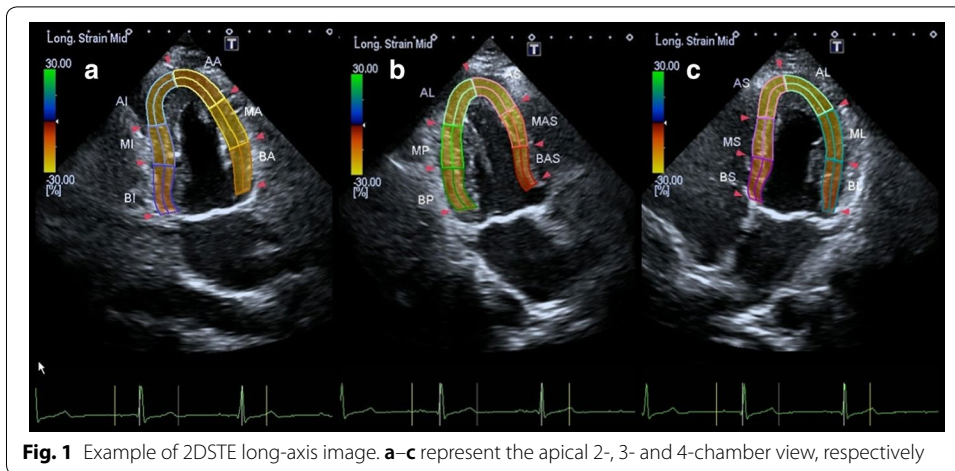 Long. Strain Mid
T
a
30.00
-30.00
[%]
AA
AI
MA
MI
BA
BI
Long. Strain Mid
T
b
30.00
-30.00
[%]
AS
AL
MAS
MP
BAS
BP
Long. Strain Mid
T
c
30.00
-30.00
[%]
AS
AL
ML
MS
BS
BL
Fig. 1 Example of 2DSTE long-axis image. a–c represent the apical 2-, 3- and 4-chamber view, respectively